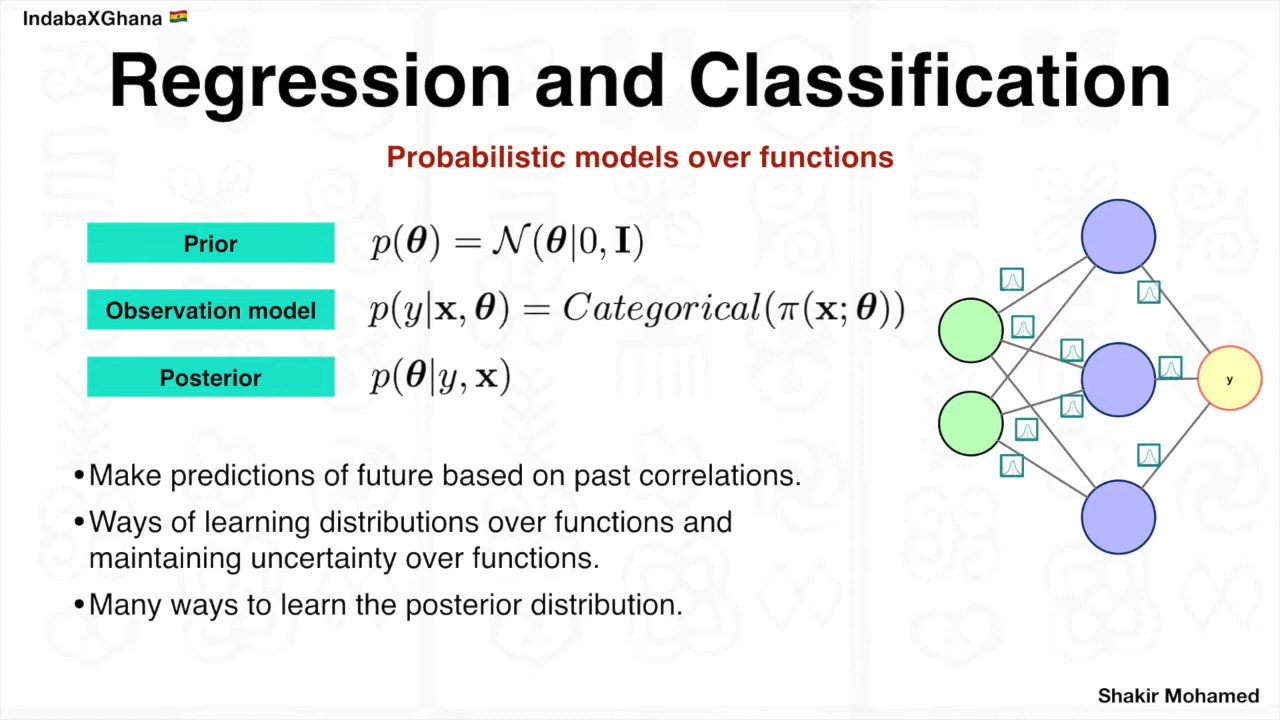 IndabaXGhana 🇬🇭
Regression and Classification
Probabilistic models over functions
Prior
p(𝜽) = 𝒩(𝜽|0, 𝐈)
Observation model
p(y|𝐱, 𝜽) = Categorical(π(𝐱; 𝜽))
Posterior
p(𝜽|y, 𝐱)
y
•Make predictions of future based on past correlations.
•Ways of learning distributions over functions and
maintaining uncertainty over functions.
•Many ways to learn the posterior distribution.
Shakir Mohamed